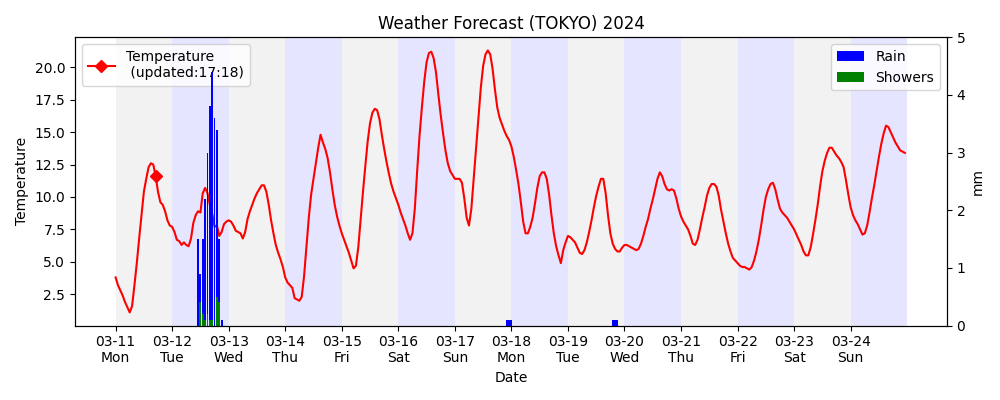 Weather Forecast (TOKYO) 2024
Temperature
(updated:17:18)
Rain
Showers
Temperature
20.0
17.5
15.0
12.5
10.0
7.5
5.0
2.5
5
4
3
2
1
0
mm
03-11 03-12 03-13 03-14 03-15 03-16 03-17 03-18 03-19 03-20 03-21 03-22 03-23 03-24
Mon Tue Wed Thu Fri Sat Sun Mon Tue Wed Thu Fri Sat Sun
Date